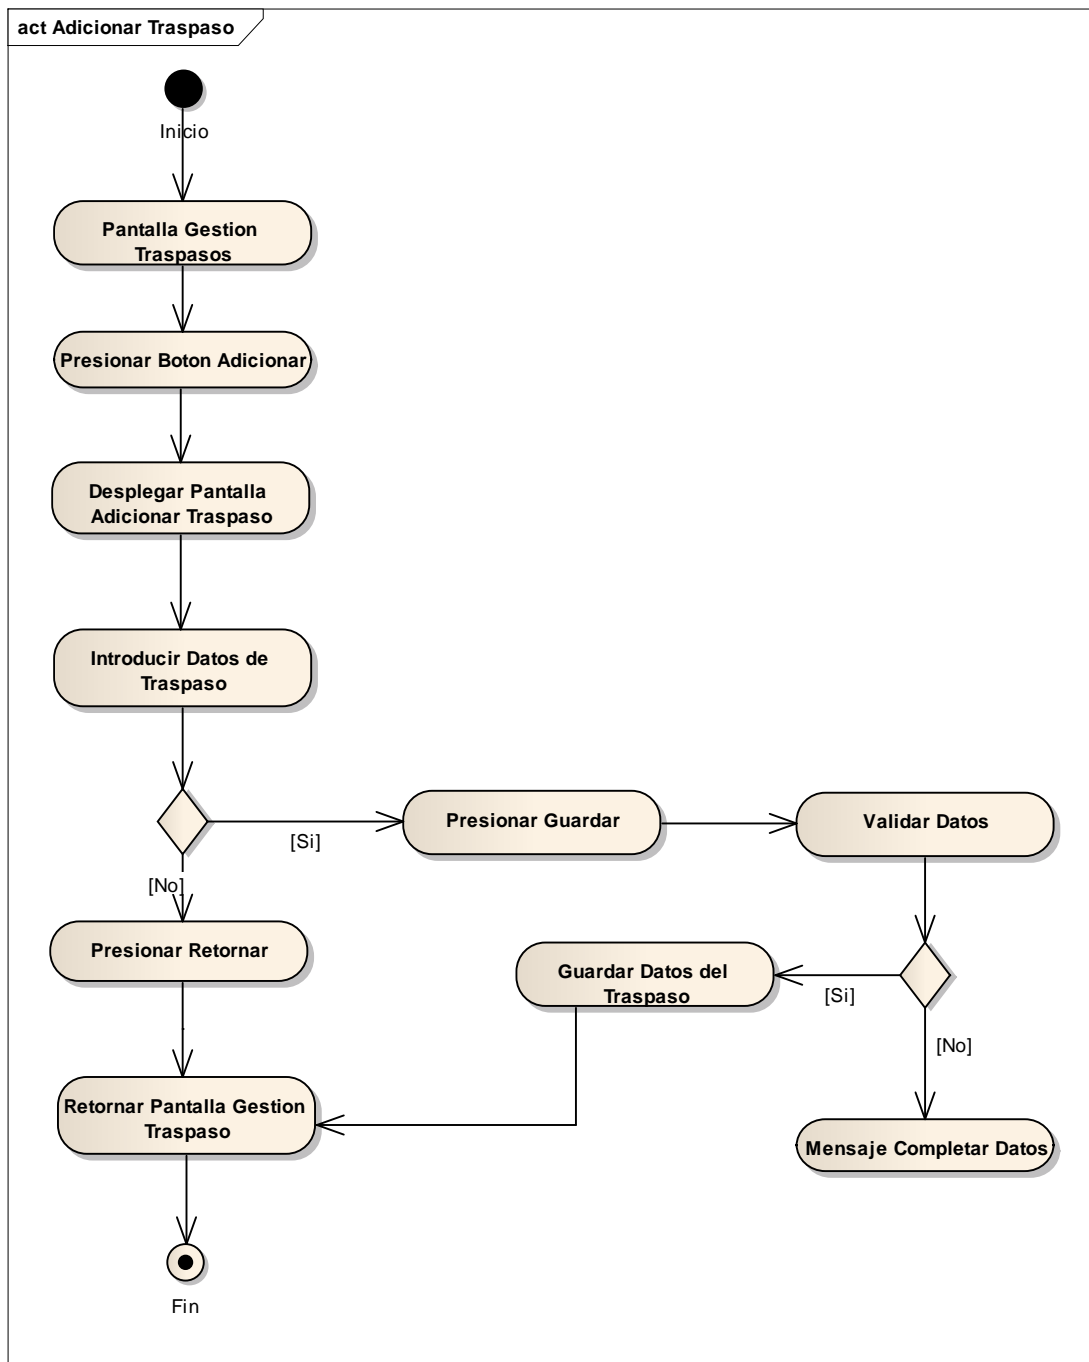 act Adicionar Traspaso
Inicio
Pantalla Gestion
Traspasos
Presionar Boton Adicionar
Desplegar Pantalla
Adicionar Traspaso
Introducir Datos de
Traspaso
[Si]
Presionar Guardar
Validar Datos
[No]
Presionar Retornar
Guardar Datos del
Traspaso
[Si]
[No]
Retornar Pantalla Gestion
Traspaso
Mensaje Completar Datos
Fin